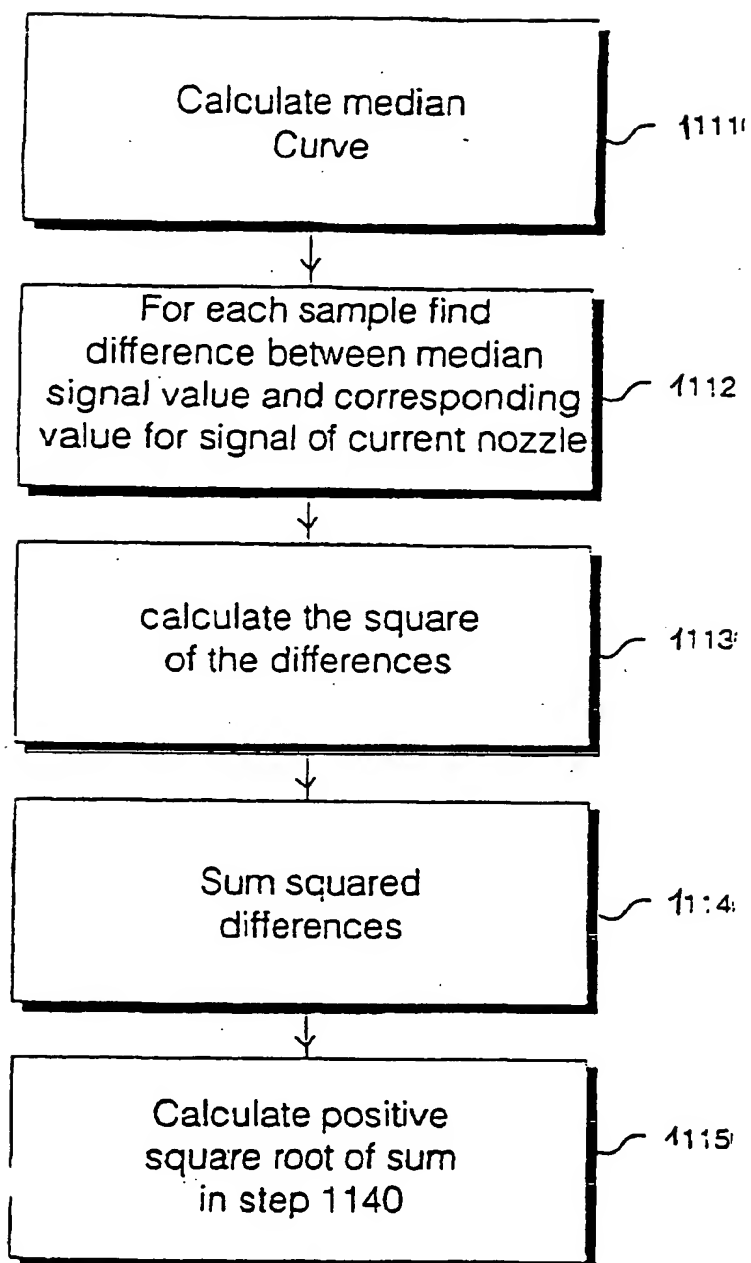 Calculate median
Curve
1111
For each sample find
difference between median
signal value and corresponding
value for signal of current nozzle
1112
calculate the square
of the differences
1113
Sum squared
differences
1114
Calculate positive
square root of sum
in step 1140
1115